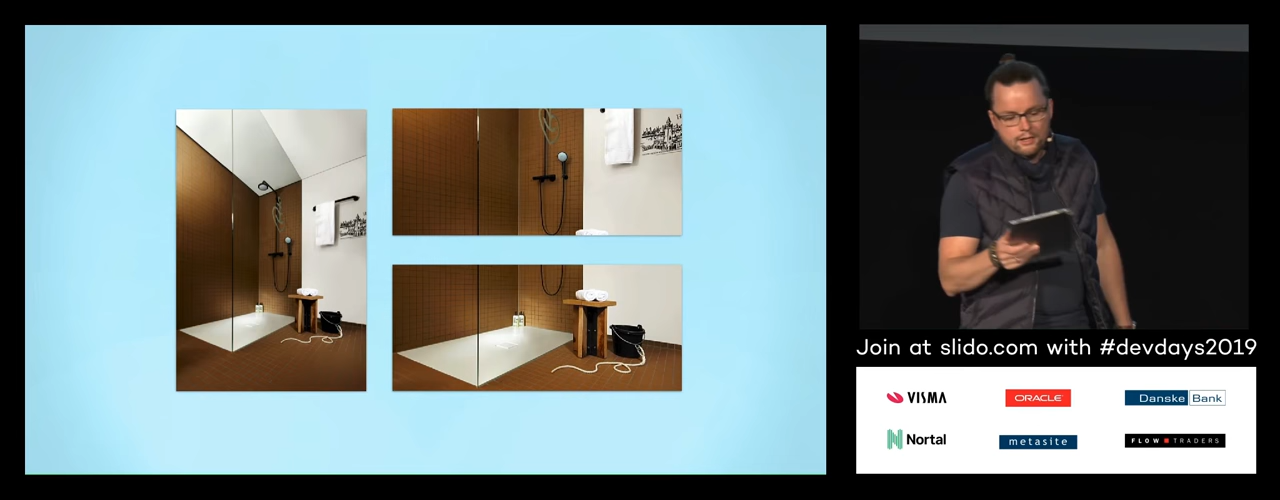 Join at slido.com with #devdays2019
VISMA
ORACLE
Danske Bank
Nortal
metasite
FLOW TRADERS